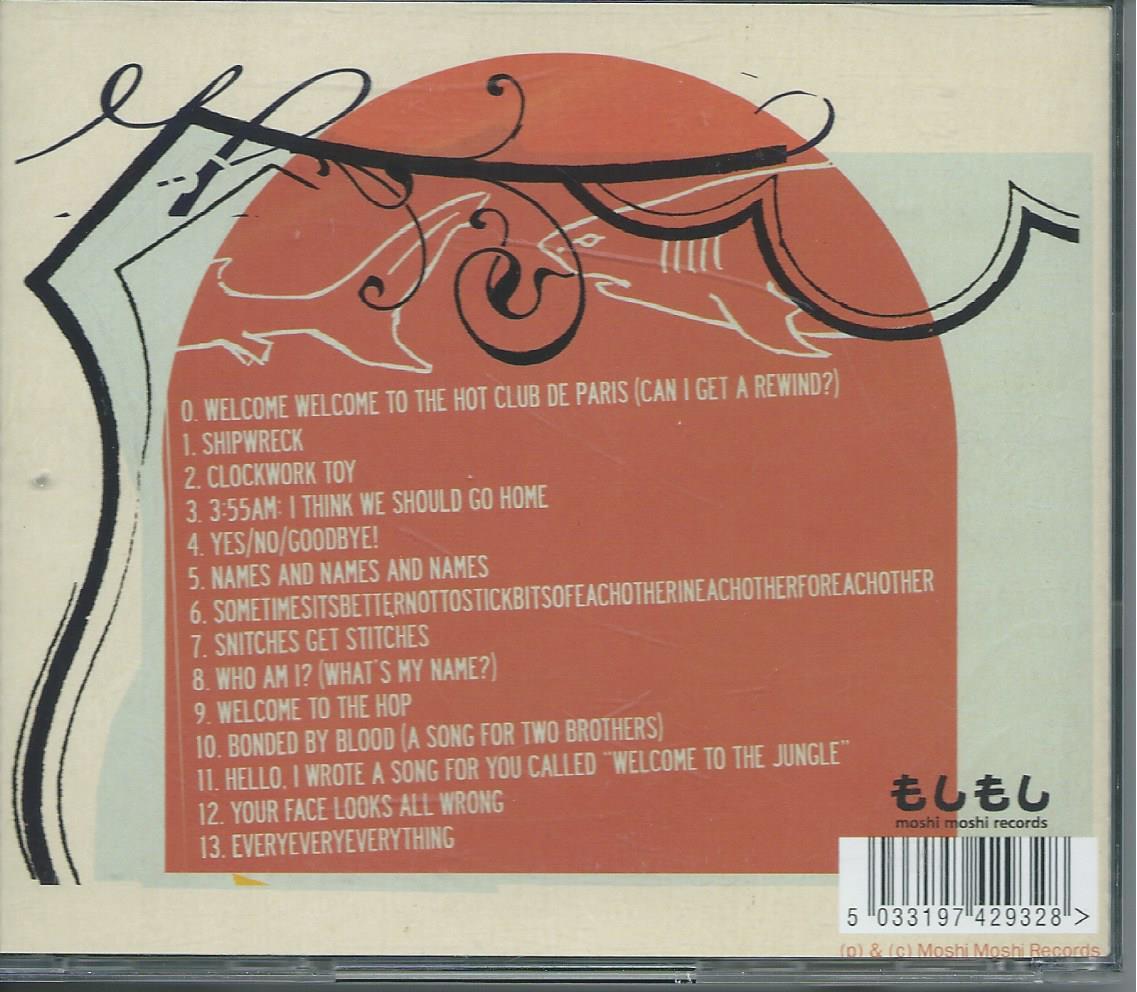 0. WELCOME WELCOME TO THE HOT CLUB DE PARIS (CAN I GET A REWIND?)
1. SHIPWRECK
2. CLOCKWORK TOY
3. 3:55AM: I THINK WE SHOULD GO HOME
4. YES/NO/GOODBYE!
5. NAMES AND NAMES AND NAMES
6. SOMETIMESITSBETTERNOTTOSTICKBITSOFEACHOTHERINEACHOTHERFOREACHOTHER
7. SNITCHES GET STITCHES
8. WHO AM I? (WHAT'S MY NAME?)
9. WELCOME TO THE HOP
10. BONDED BY BLOOD (A SONG FOR TWO BROTHERS)
11. HELLO, I WROTE A SONG FOR YOU CALLED "WELCOME TO THE JUNGLE"
12. YOUR FACE LOOKS ALL WRONG
13. EVERYEVERYEVERYTHING
もしもし
moshi moshi records
5 033197 429328 >
(p) & (c) Moshi Moshi Records